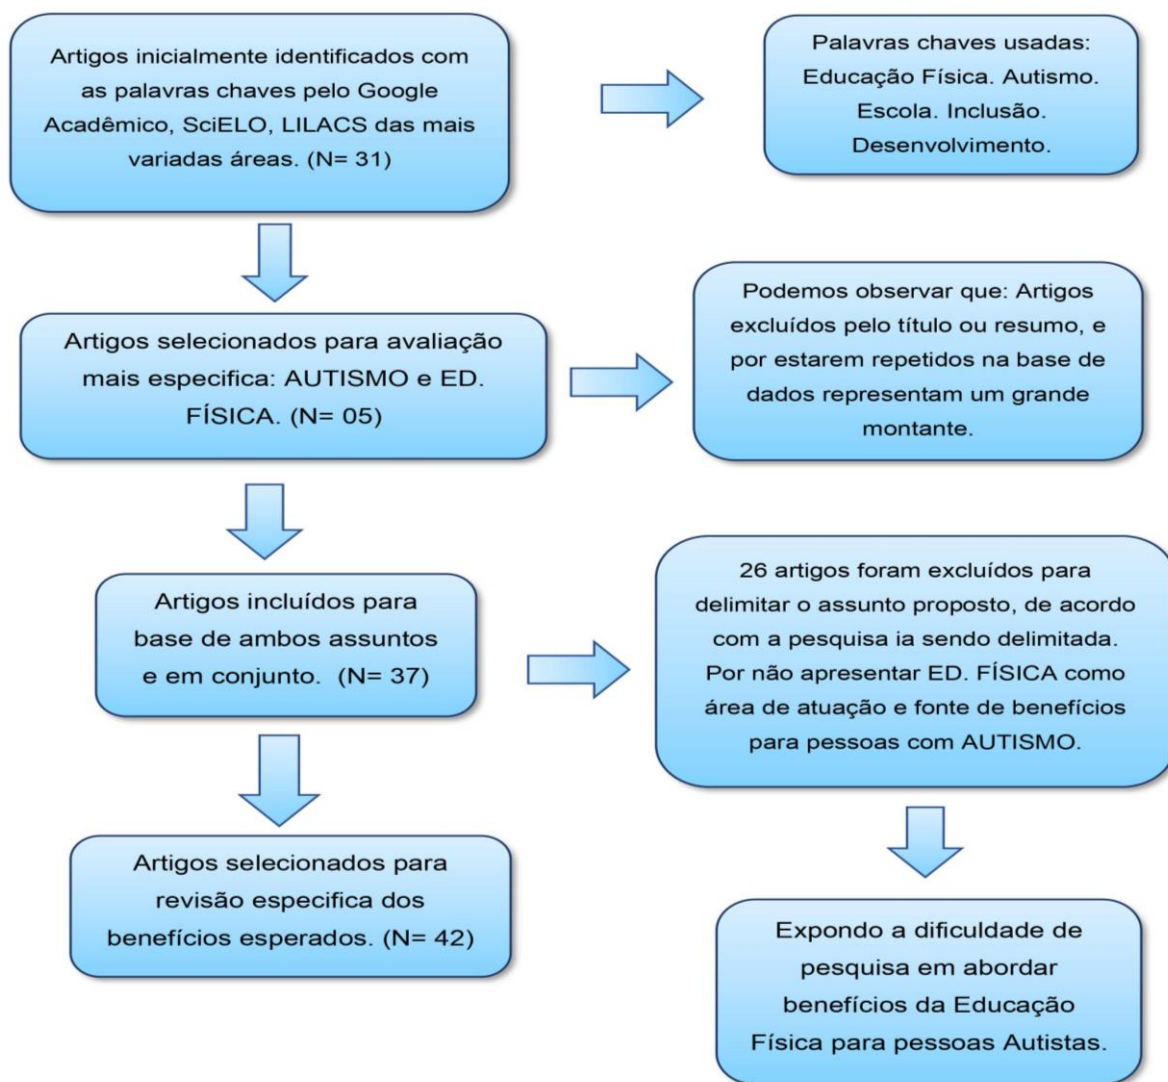 Artigos inicialmente identificados com
as palavras chaves pelo Google
Acadêmico, SciELO, LILACS das mais
variadas áreas. (N= 31)
Palavras chaves usadas:
Educação Física. Autismo.
Escola. Inclusão.
Desenvolvimento.
Artigos selecionados para avaliação
mais especifica: AUTISMO e ED.
FÍSICA. (N= 05)
Podemos observar que: Artigos
excluídos pelo título ou resumo, e
por estarem repetidos na base de
dados representam um grande
montante.
Artigos incluídos para
base de ambos assuntos
e em conjunto. (N= 37)
26 artigos foram excluídos para
delimitar o assunto proposto, de acordo
com a pesquisa ia sendo delimitada.
Por não apresentar ED. FÍSICA como
área de atuação e fonte de benefícios
para pessoas com AUTISMO.
Artigos selecionados para
revisão especifica dos
benefícios esperados. (N= 42)
Expondo a dificuldade de
pesquisa em abordar
benefícios da Educação
Física para pessoas Autistas.